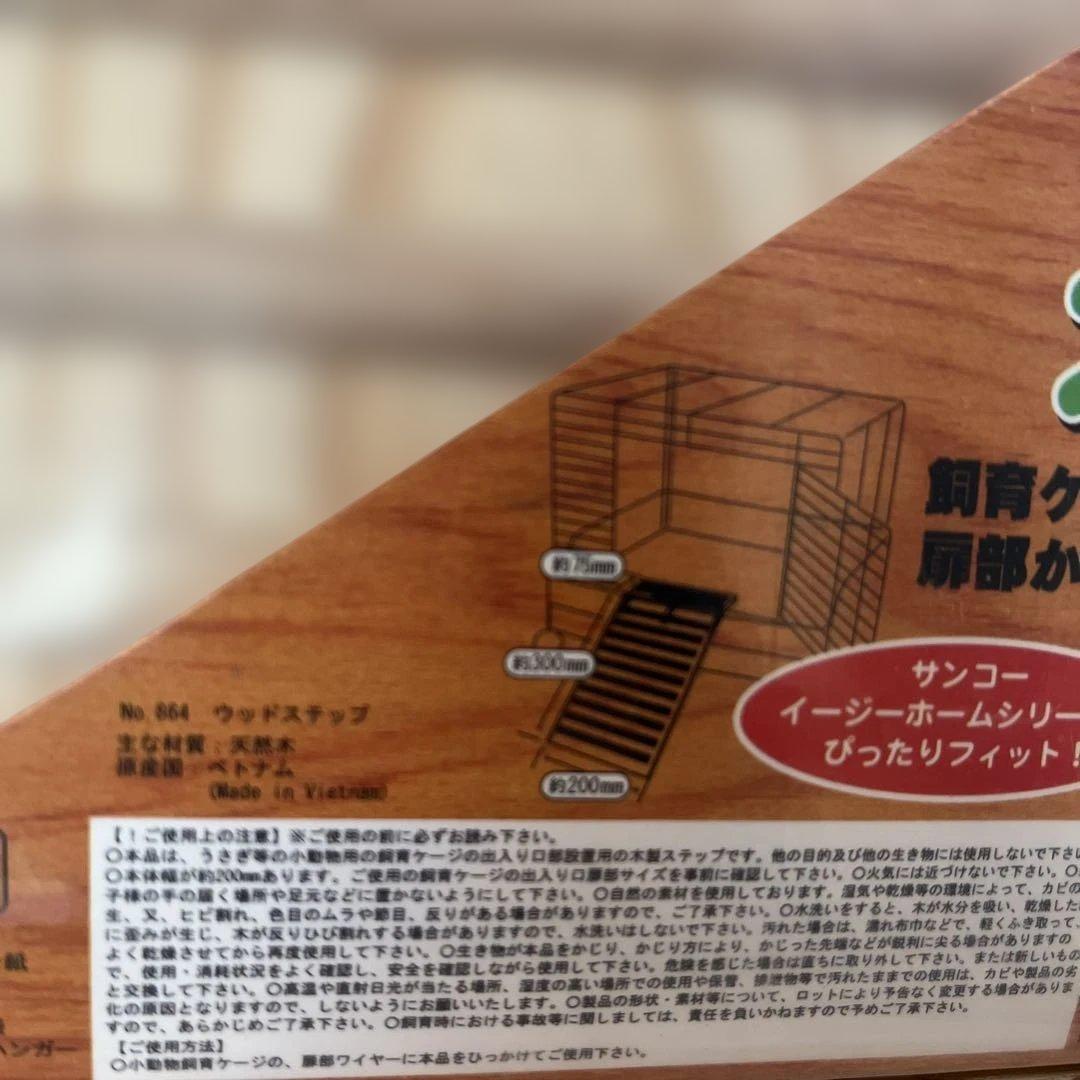 飼育ケ
扉部か
約75mm
約300mm
約200mm
サンコー
イージーホームシリー
ぴったりフィット!
No.864 ウッドステップ
主な材質:天然木
原産国:ベトナム
(Made in Vietnam)
【!ご使用上の注意】※ご使用の前に必ずお読み下さい。
○本品は、うさぎ等の小動物用の飼育ケージの出入り口部設置用の木製ステップです。他の目的及び他の生き物には使用しないで下さい
○本体幅が約200mmあります。ご使用の飼育ケージの出入り口扉部サイズを事前に確認して下さい。○火気には近づけないで下さい。○
子様の手の届く場所や足元などに置かないようにして下さい。○自然の素材を使用しております。湿気や乾燥等の環境によって、カビの
生、又、ヒビ割れ、色目のムラや節目、反りがある場合がありますので、ご了承下さい。○水洗いをすると、木が水分を吸い、乾燥した
に歪みが生じ、木が反りひび割れする場合がありますので、水洗いはしないで下さい。汚れた場合は、濡れ布巾などで、軽くふき取って、
よく乾燥させてから再度使用して下さい。○生き物が本品をかじり、かじり方により、かじった先端などが鋭利に尖る場合がありますの
で、使用・消耗状況をよく確認し、安全を確認しながら使用して下さい。危険を感じた場合は直ちに取り外して下さい。または新しいもの
と交換して下さい。○高温や直射日光が当たる場所、湿度の高い場所での使用や保管、排泄物等で汚れたままでの使用は、カビや製品の劣
化の原因となりますので、しないようにお願いいたします。○製品の形状・素材等について、ロットにより予告なく変更する場合がありま
すので、あらかじめご了承下さい。○飼育時における事故等に関しましては、責任を負いかねますので予めご了承下さい。
【ご使用方法】
○小動物飼育ケージの、扉部ワイヤーに本品をひっかけてご使用下さい。
紙
ハンガー